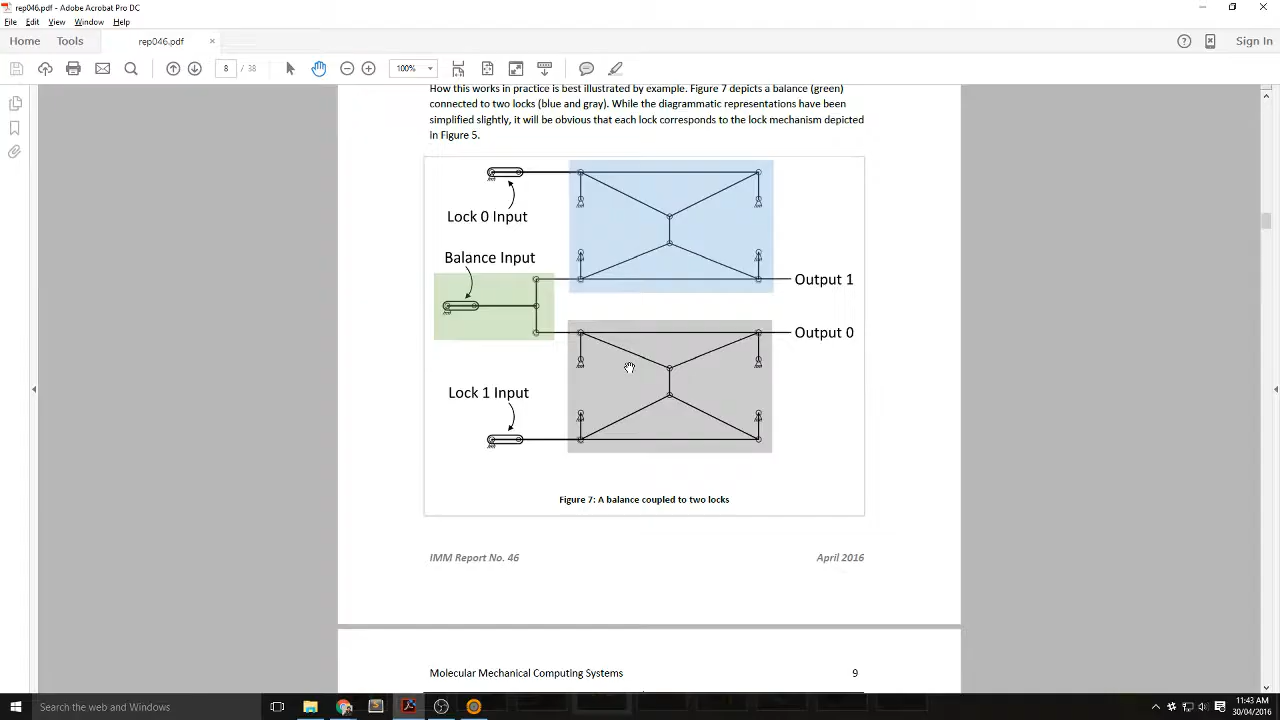 rep046.pdf - Adobe Acrobat Pro DC
File Edit View Window Help
Home Tools rep046.pdf × Sign In
8 / 38 100%
How this works in practice is best illustrated by example. Figure 7 depicts a balance (green)
connected to two locks (blue and gray). While the diagrammatic representations have been
simplified slightly, it will be obvious that each lock corresponds to the lock mechanism depicted
in Figure 5.
Lock 0 Input
Balance Input
Output 1
Output 0
Lock 1 Input
Figure 7: A balance coupled to two locks
IMM Report No. 46 April 2016
Molecular Mechanical Computing Systems 9
Search the web and Windows
11:43 AM
30/04/2016